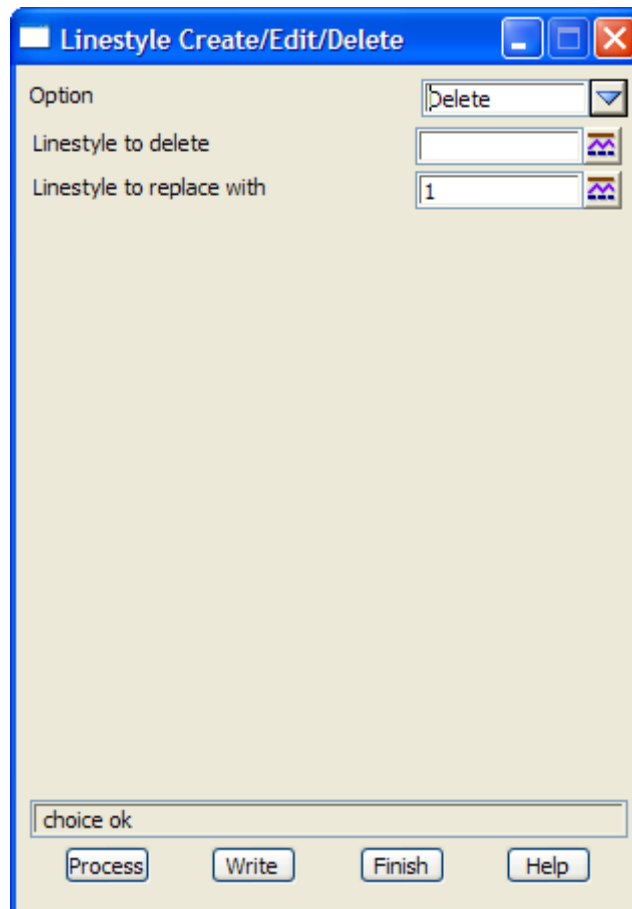 Linestyle Create/Edit/Delete
Option Delete
Linestyle to delete
Linestyle to replace with 1
choice ok
Process Write Finish Help